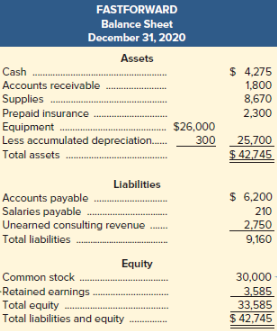 FASTFORWARD
Balance Sheet
December 31, 2020
Assets
Cash ........ $ 4,275
Accounts receivable ........ 1,800
Supplies ........ 8,670
Prepaid insurance ........ 2,300
Equipment ........ $26,000
Less accumulated depreciation...... 300 25,700
Total assets ........ $ 42,745
Liabilities
Accounts payable ........ $ 6,200
Salaries payable ........ 210
Unearned consulting revenue ....... 2,750
Total liabilities ........ 9,160
Equity
Common stock ........ 30,000
Retained earnings ........ 3,585
Total equity ........ 33,585
Total liabilities and equity ........ $ 42,745